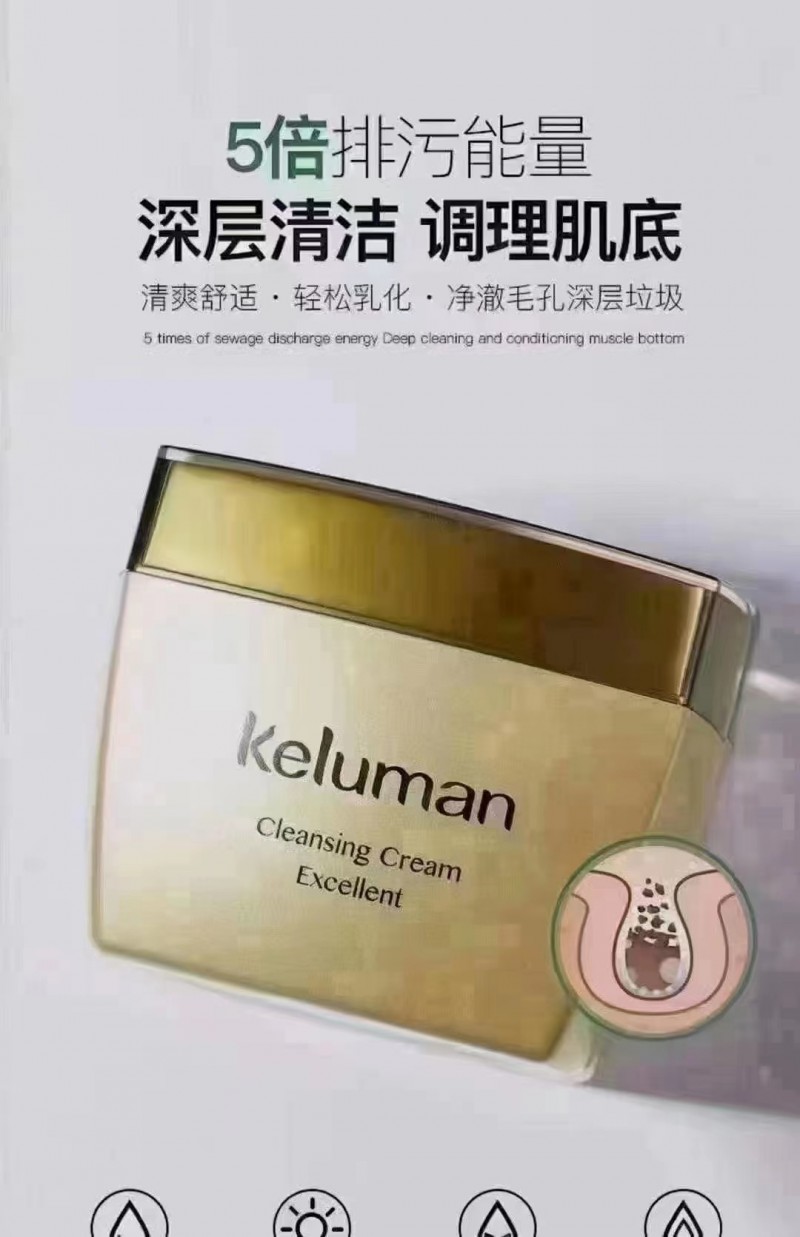 5倍排污能量
深层清洁 调理肌底
清爽舒适·轻松乳化·净澈毛孔深层垃圾
5 times of sewage discharge energy Deep cleaning and conditioning muscle bottom
keluman
Cleansing Cream
Excellent